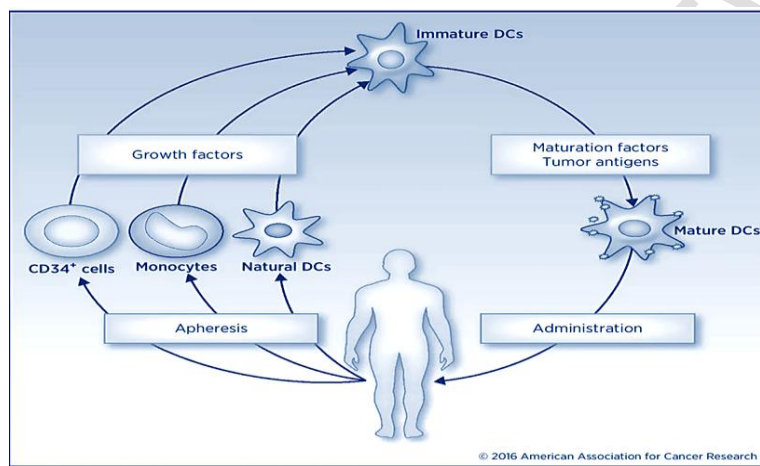 Immature DCs
Growth factors
Maturation factors
Tumor antigens
CD34⁺ cells
Monocytes
Natural DCs
Mature DCs
Apheresis
Administration
© 2016 American Association for Cancer Research